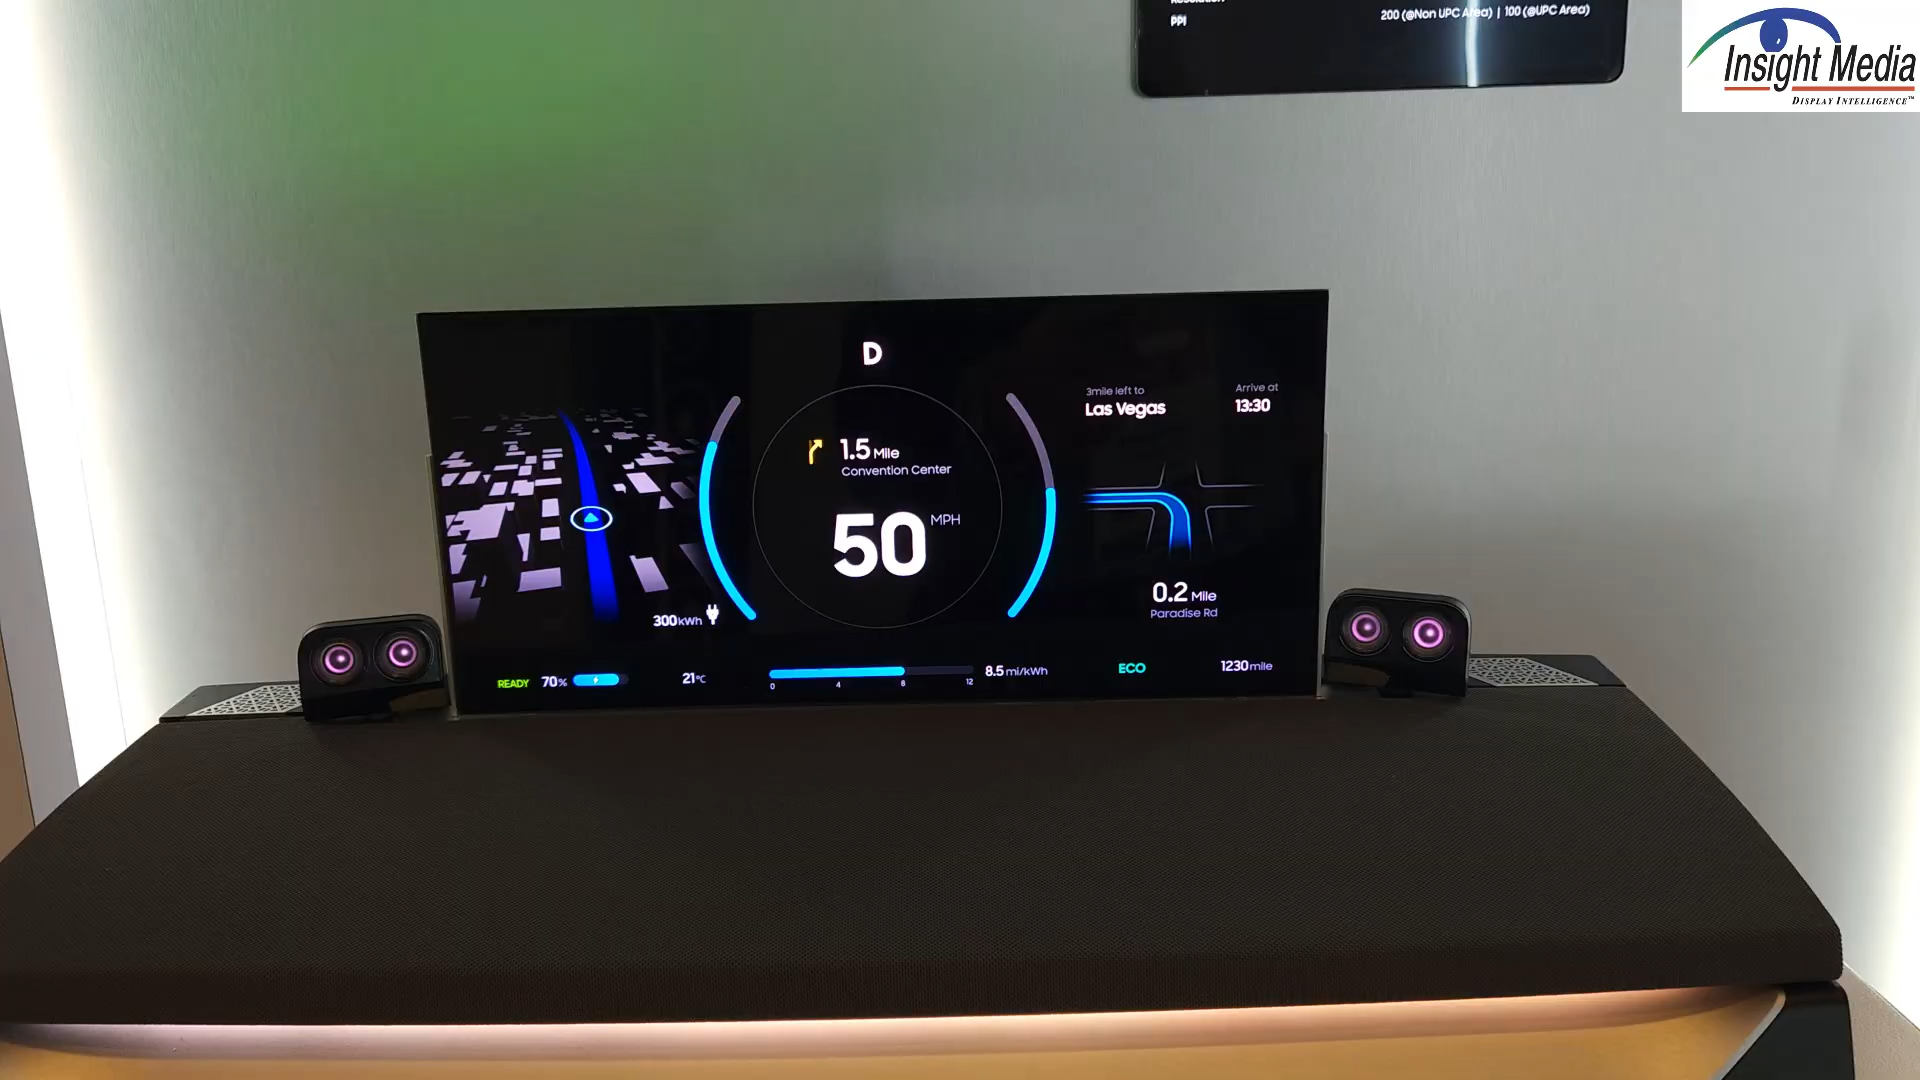 PPI
200 (@Non UPC Area) | 100 (@UPC Area)
Insight Media
DISPLAY INTELLIGENCE™
D
3mile left to
Las Vegas
Arrive at
13:30
1.5 Mile
Convention Center
50 MPH
0.2 Mile
Paradise Rd
300kWh
READY 70%
21°C
0 4 8 12
8.5 mi/kWh
ECO
1230mile